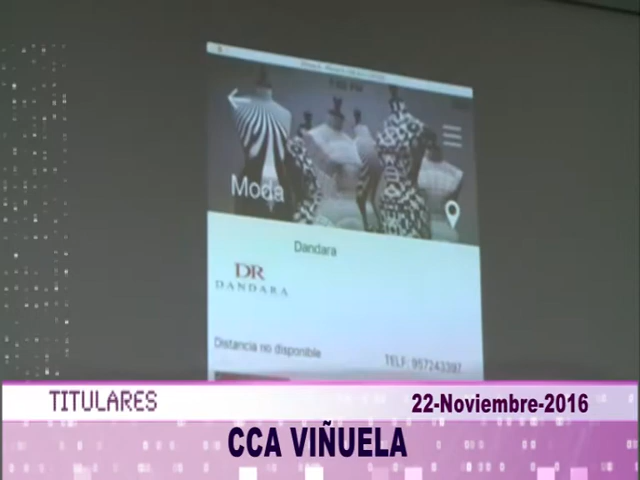 Moda
Dandara
DR
DANDARA
Distancia no disponible
TELF: 957243397
TITULARES
22-Noviembre-2016
CCA VIÑUELA